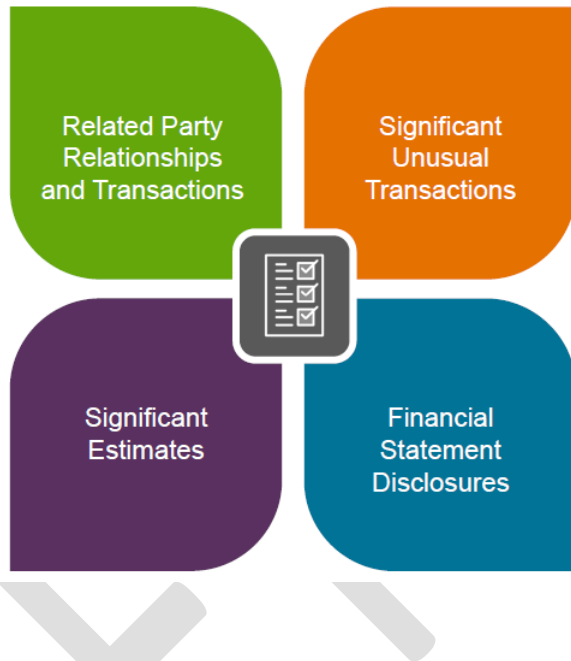 Related Party
Relationships
and Transactions
Significant
Unusual
Transactions
Significant
Estimates
Financial
Statement
Disclosures